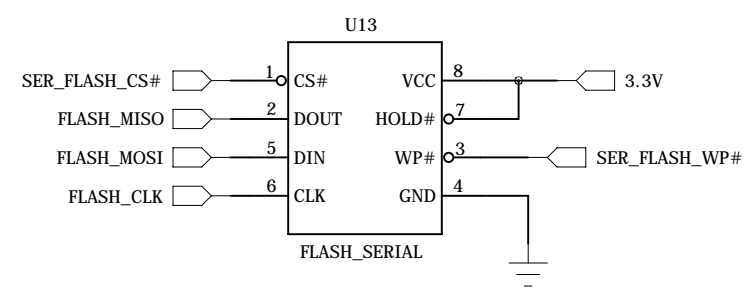 U13
SER_FLASH_CS# 1 CS# VCC 8 3.3V
FLASH_MISO 2 DOUT HOLD# 7
FLASH_MOSI 5 DIN WP# 3 SER_FLASH_WP#
FLASH_CLK 6 CLK GND 4
FLASH_SERIAL